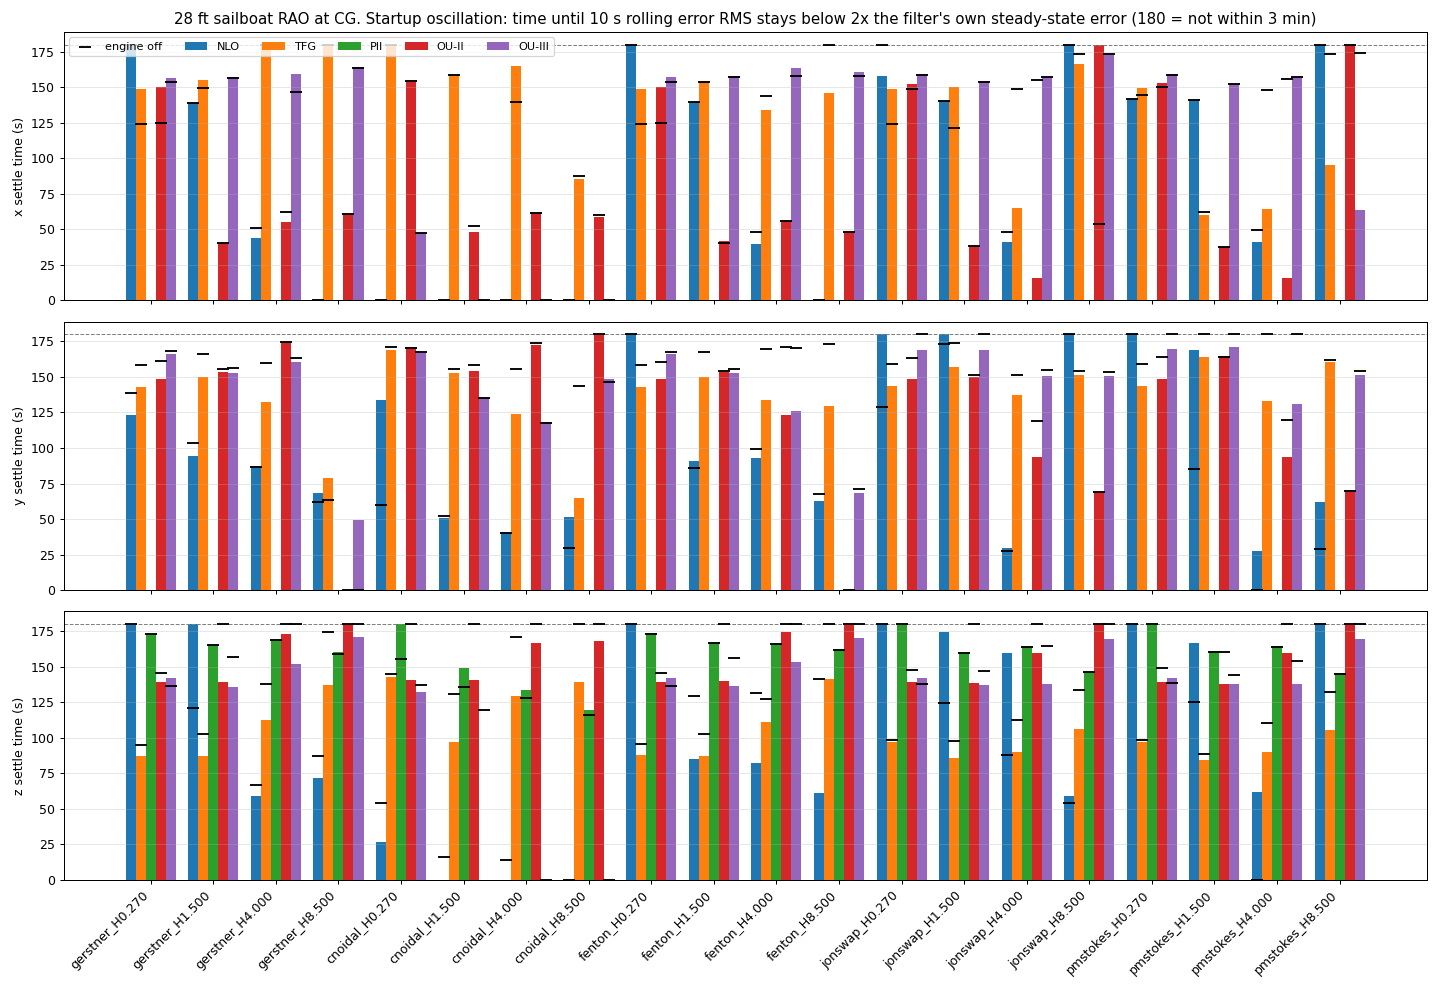 28 ft sailboat RAO at CG. Startup oscillation: time until 10 s rolling error RMS stays below 2x the filter's own steady-state error (180 = not within 3 min)
engine off NLO TFG PII OU-II OU-III
x settle time (s)
175
150
125
100
75
50
25
0
y settle time (s)
175
150
125
100
75
50
25
0
z settle time (s)
175
150
125
100
75
50
25
0
gerstner_H0.270
gerstner_H1.500
gerstner_H4.000
gerstner_H8.500
cnoidal_H0.270
cnoidal_H1.500
cnoidal_H4.000
cnoidal_H8.500
fenton_H0.270
fenton_H1.500
fenton_H4.000
fenton_H8.500
jonswap_H0.270
jonswap_H1.500
jonswap_H4.000
jonswap_H8.500
pmstokes_H0.270
pmstokes_H1.500
pmstokes_H4.000
pmstokes_H8.500